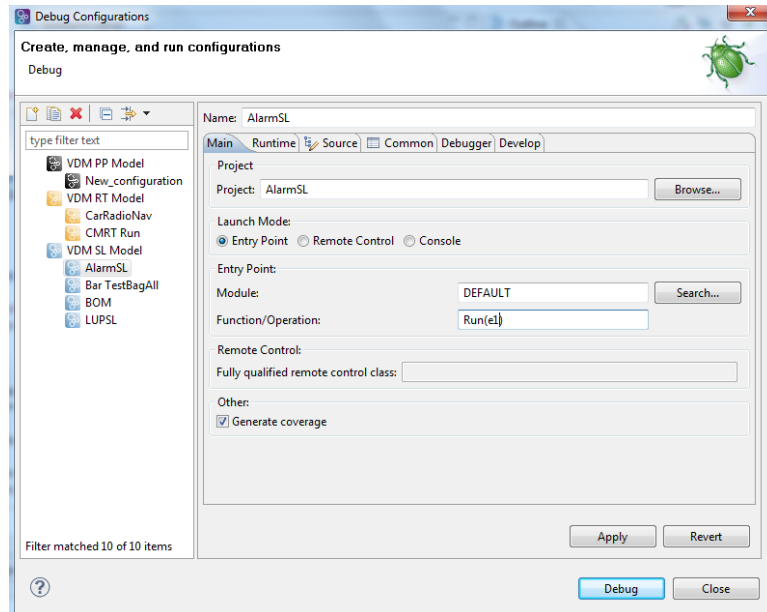 Debug Configurations
Create, manage, and run configurations
Debug
type filter text
VDM PP Model
New_configuration
VDM RT Model
CarRadioNav
CMRT Run
VDM SL Model
AlarmSL
Bar TestBagAll
BOM
LUPSL
Filter matched 10 of 10 items
Name: AlarmSL
Main Runtime Source Common Debugger Develop
Project
Project: AlarmSL Browse...
Launch Mode:
Entry Point Remote Control Console
Entry Point:
Module: DEFAULT Search...
Function/Operation: Run(e1)
Remote Control:
Fully qualified remote control class:
Other:
Generate coverage
Apply Revert
? Debug Close